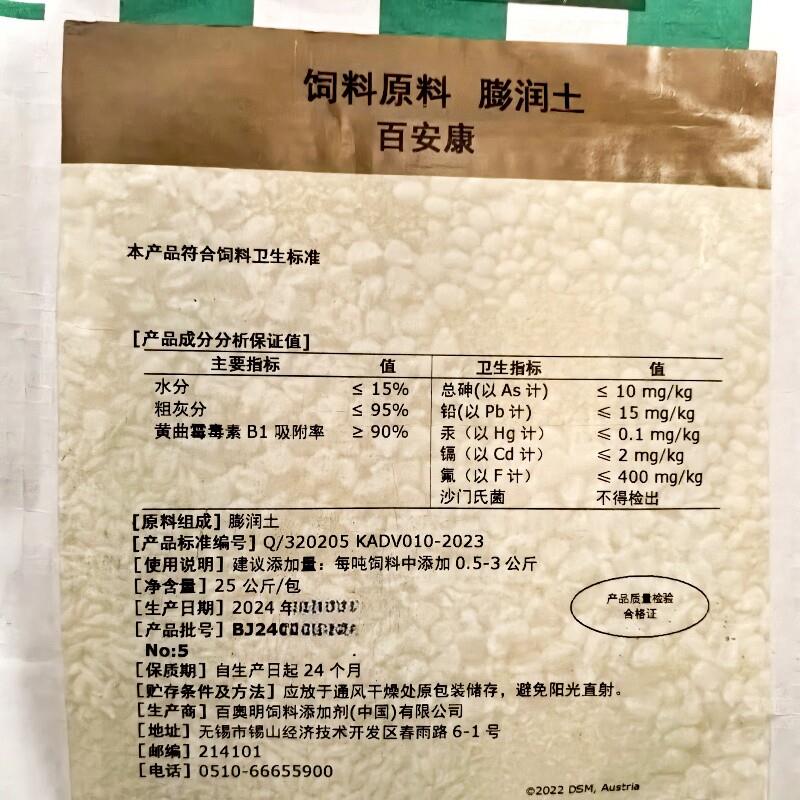 饲料原料 膨润土
百安康
本产品符合饲料卫生标准
[产品成分分析保证值]
主要指标 值 卫生指标 值
水分 ≤ 15% 总砷(以 As 计) ≤ 10 mg/kg
粗灰分 ≤ 95% 铅(以 Pb 计) ≤ 15 mg/kg
黄曲霉毒素 B1 吸附率 ≥ 90% 汞（以 Hg 计） ≤ 0.1 mg/kg
镉（以 Cd 计） ≤ 2 mg/kg
氟（以 F 计） ≤ 400 mg/kg
沙门氏菌 不得检出
[原料组成] 膨润土
[产品标准编号] Q/320205 KADV010-2023
[使用说明] 建议添加量：每吨饲料中添加 0.5-3 公斤
[净含量] 25 公斤/包
[生产日期] 2024 年
[产品批号]
No:5
[保质期] 自生产日起 24 个月
[贮存条件及方法] 应放于通风干燥处原包装储存，避免阳光直射。
[生产商] 百奥明饲料添加剂(中国)有限公司
[地址] 无锡市锡山经济技术开发区春雨路 6-1 号
[邮编] 214101
[电话] 0510-66655900
产品质量检验
合格证
©2022 DSM, Austria